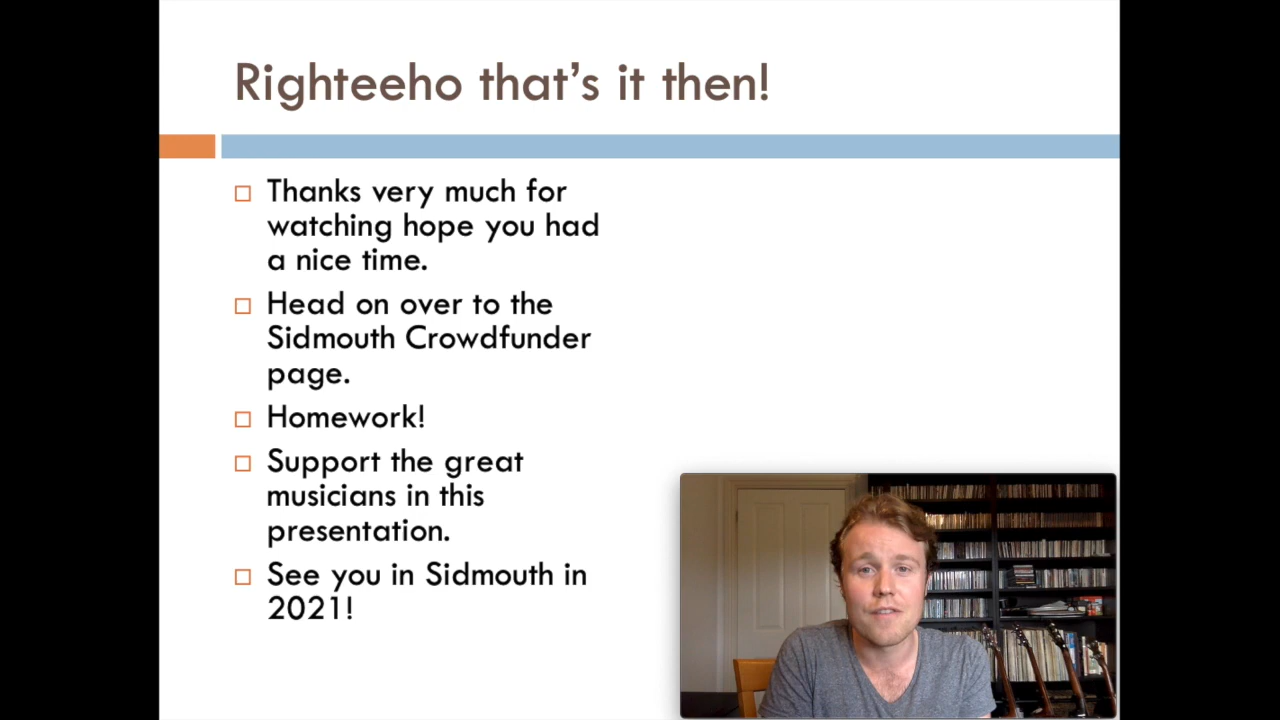 Righteeho that's it then!
Thanks very much for
watching hope you had
a nice time.
Head on over to the
Sidmouth Crowdfunder
page.
Homework!
Support the great
musicians in this
presentation.
See you in Sidmouth in
2021!